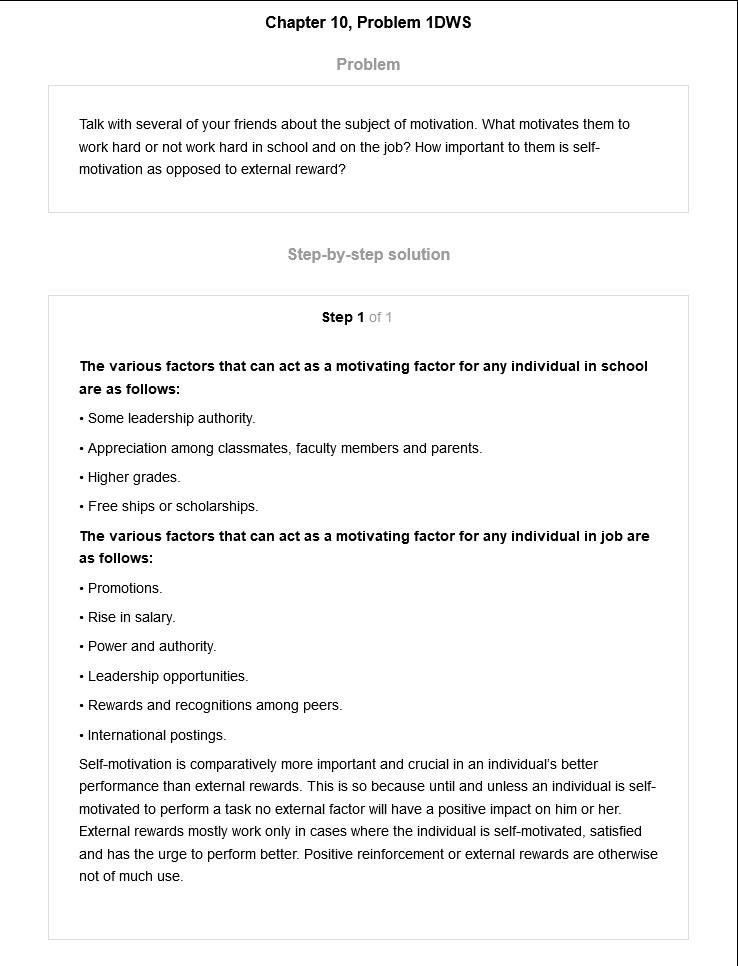 Chapter 10, Problem 1DWS
Problem
Talk with several of your friends about the subject of motivation. What motivates them to
work hard or not work hard in school and on the job? How important to them is self-
motivation as opposed to external reward?
Step-by-step solution
Step 1 of 1
The various factors that can act as a motivating factor for any individual in school
are as follows:
• Some leadership authority.
• Appreciation among classmates, faculty members and parents.
• Higher grades.
• Free ships or scholarships.
The various factors that can act as a motivating factor for any individual in job are
as follows:
• Promotions.
• Rise in salary.
• Power and authority.
• Leadership opportunities.
• Rewards and recognitions among peers.
• International postings.
Self-motivation is comparatively more important and crucial in an individual's better
performance than external rewards. This is so because until and unless an individual is self-
motivated to perform a task no external factor will have a positive impact on him or her.
External rewards mostly work only in cases where the individual is self-motivated, satisfied
and has the urge to perform better. Positive reinforcement or external rewards are otherwise
not of much use.